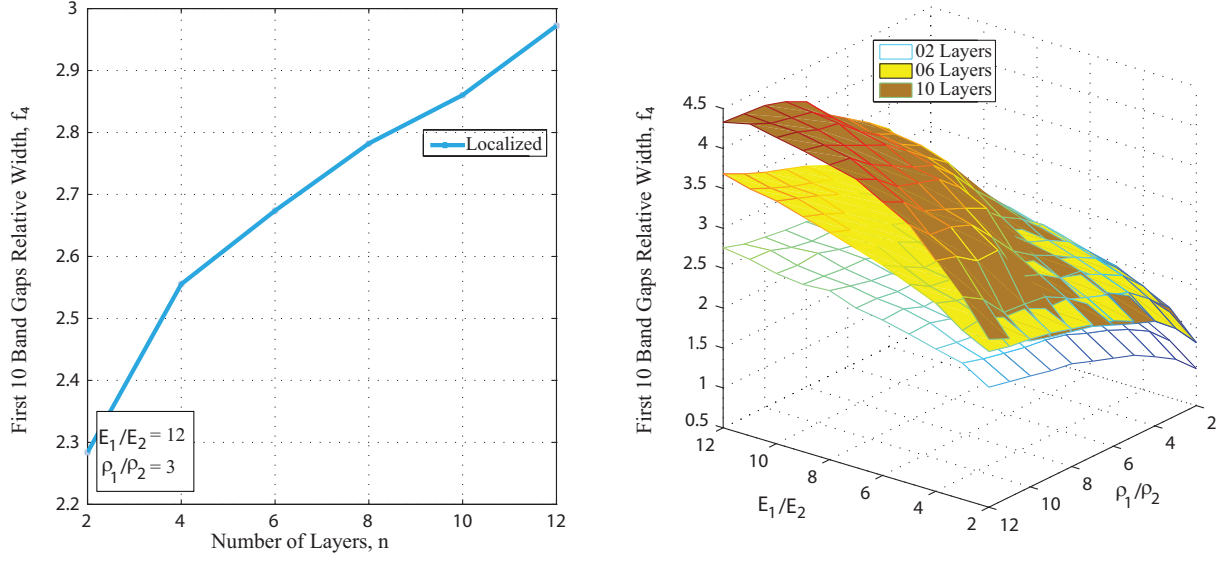 3
2.9
2.8
2.7
2.6
2.5
2.4
2.3
2.2
First 10 Band Gaps Relative Width, f₄
Localized
E₁/E₂ = 12
ρ₁/ρ₂ = 3
2 4 6 8 10 12
Number of Layers, n
02 Layers
06 Layers
10 Layers
4.5
4
3.5
3
2.5
2
1.5
1
0.5
First 10 Band Gaps Relative Width, f₄
12 10 8 6 4 2
E₁/E₂
12 10 8 6 4 2
ρ₁/ρ₂